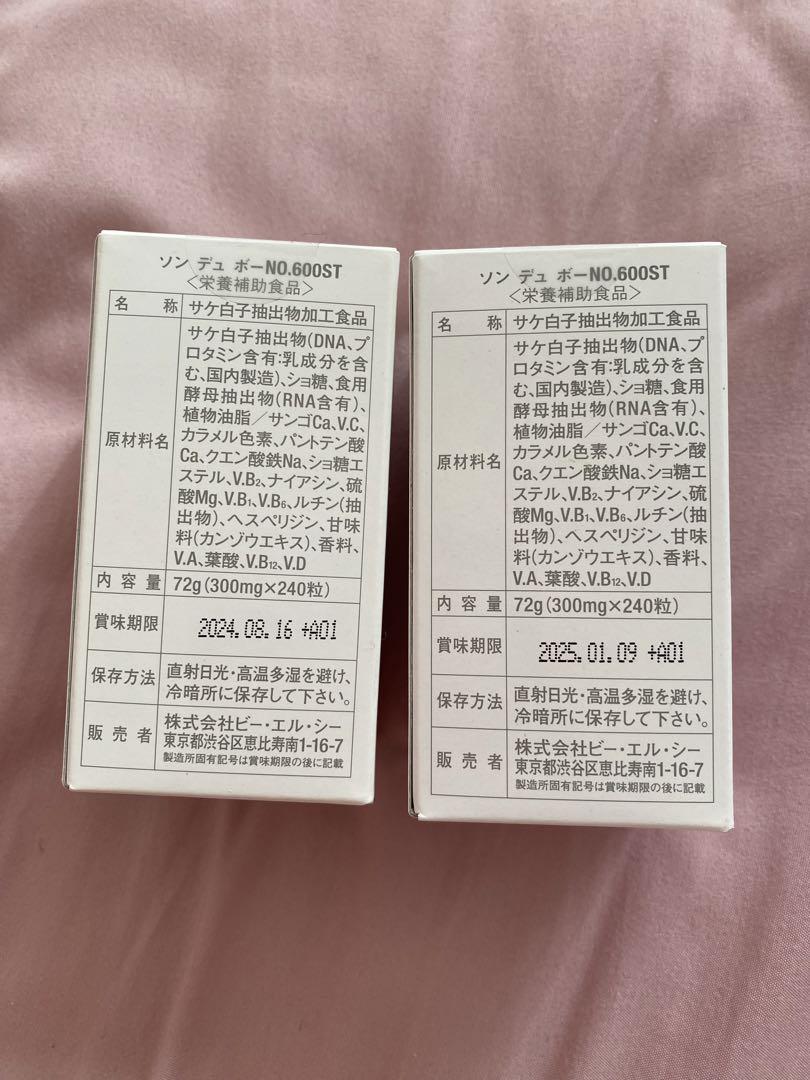 ソン デュ ボーNO.600ST
〈栄養補助食品〉
名 称 サケ白子抽出物加工食品
原材料名
サケ白子抽出物(DNA、プ
ロタミン含有:乳成分を含
む、国内製造)、ショ糖、食用
酵母抽出物(RNA含有)、
植物油脂/サンゴCa、V.C、
カラメル色素、パントテン酸
Ca、クエン酸鉄Na、ショ糖エ
ステル、V.B2、ナイアシン、硫
酸Mg、V.B1、V.B6、ルチン(抽
出物)、ヘスペリジン、甘味
料(カンゾウエキス)、香料、
V.A、葉酸、V.B12、V.D
内容量 72g(300mg×240粒)
賞味期限 2024.08.16 +A01
保存方法 直射日光・高温多湿を避け、
冷暗所に保存して下さい。
販売者 株式会社ビー・エル・シー
東京都渋谷区恵比寿南1-16-7
製造所固有記号は賞味期限の後に記載
ソン デュ ボーNO.600ST
〈栄養補助食品〉
名 称 サケ白子抽出物加工食品
原材料名
サケ白子抽出物(DNA、プ
ロタミン含有:乳成分を含
む、国内製造)、ショ糖、食用
酵母抽出物(RNA含有)、
植物油脂/サンゴCa、V.C、
カラメル色素、パントテン酸
Ca、クエン酸鉄Na、ショ糖エ
ステル、V.B2、ナイアシン、硫
酸Mg、V.B1、V.B6、ルチン(抽
出物)、ヘスペリジン、甘味
料(カンゾウエキス)、香料、
V.A、葉酸、V.B12、V.D
内容量 72g(300mg×240粒)
賞味期限 2025.01.09 +A01
保存方法 直射日光・高温多湿を避け、
冷暗所に保存して下さい。
販売者 株式会社ビー・エル・シー
東京都渋谷区恵比寿南1-16-7
製造所固有記号は賞味期限の後に記載